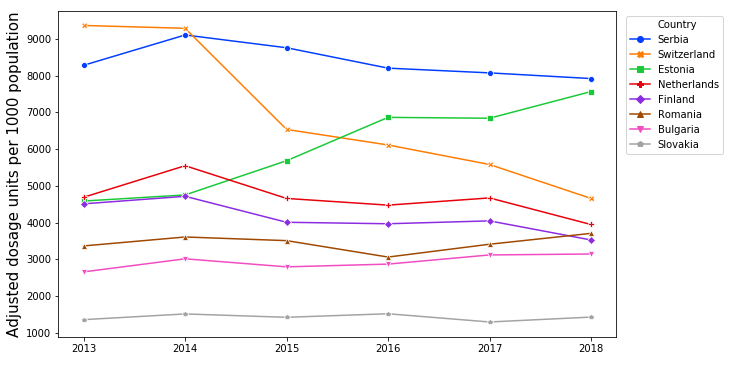 Adjusted dosage units per 1000 population
9000
8000
7000
6000
5000
4000
3000
2000
1000
2013 2014 2015 2016 2017 2018
Country
Serbia
Switzerland
Estonia
Netherlands
Finland
Romania
Bulgaria
Slovakia